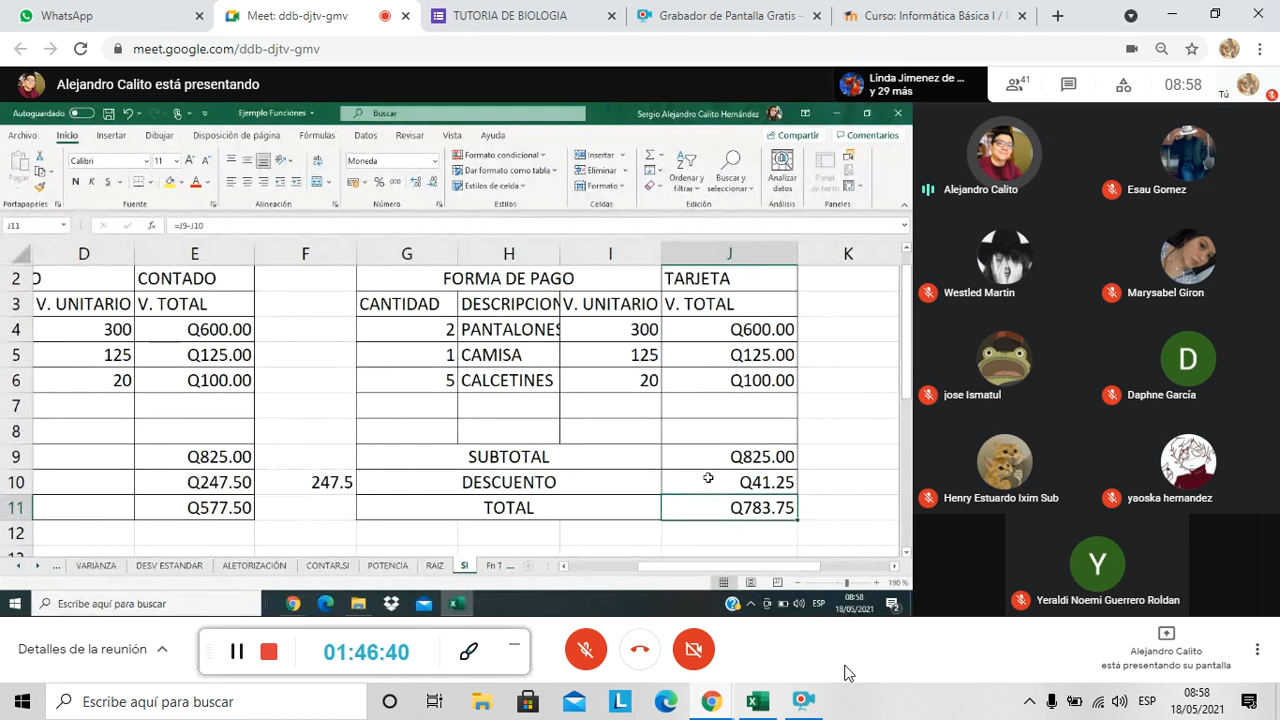 WhatsApp
Meet: ddb-djtv-gmv
TUTORIA DE BIOLOGIA
Grabador de Pantalla Gratis –
Curso: Informática Básica I / P
meet.google.com/ddb-djtv-gmv
Alejandro Calito está presentando
Linda Jimenez de ...
y 29 más
41
08:58
Tú
Autoguardado
Ejemplo Funciones
Buscar
Sergio Alejandro Calito Hernández
Archivo Inicio Insertar Dibujar Disposición de página Fórmulas Datos Revisar Vista Ayuda
Compartir
Comentarios
Pegar
Calibri
11
Moneda
Formato condicional
Dar formato como tabla
Estilos de celda
Insertar
Eliminar
Formato
Ordenar y filtrar
Buscar y seleccionar
Analizar datos
Panel de
Portapapeles
Fuente
Alineación
Número
Estilos
Celdas
Edición
Análisis
J11
=J9-J10
D E F G H I J K
2 O CONTADO FORMA DE PAGO TARJETA
3 V. UNITARIO V. TOTAL CANTIDAD DESCRIPCION V. UNITARIO V. TOTAL
4 300 Q600.00 2 PANTALONES 300 Q600.00
5 125 Q125.00 1 CAMISA 125 Q125.00
6 20 Q100.00 5 CALCETINES 20 Q100.00
7
8
9 Q825.00 SUBTOTAL Q825.00
10 Q247.50 247.5 DESCUENTO Q41.25
11 Q577.50 TOTAL Q783.75
12
... VARIANZA DESV ESTANDAR ALETORIZACIÓN CONTAR.SI POTENCIA RAIZ SI Fn T ...
190 %
Escribe aquí para buscar
ESP
08:58
18/05/2021
2
Alejandro Calito
Esau Gomez
Westled Martin
Marysabel Giron
jose Ismatul
D
Daphne García
Henry Estuardo Ixim Sub
yaoska hernandez
Y
Yeraldi Noemi Guerrero Roldan
Detalles de la reunión
01:46:40
Alejandro Calito
está presentando su pantalla
Escribe aquí para buscar
L
ESP
08:58
18/05/2021